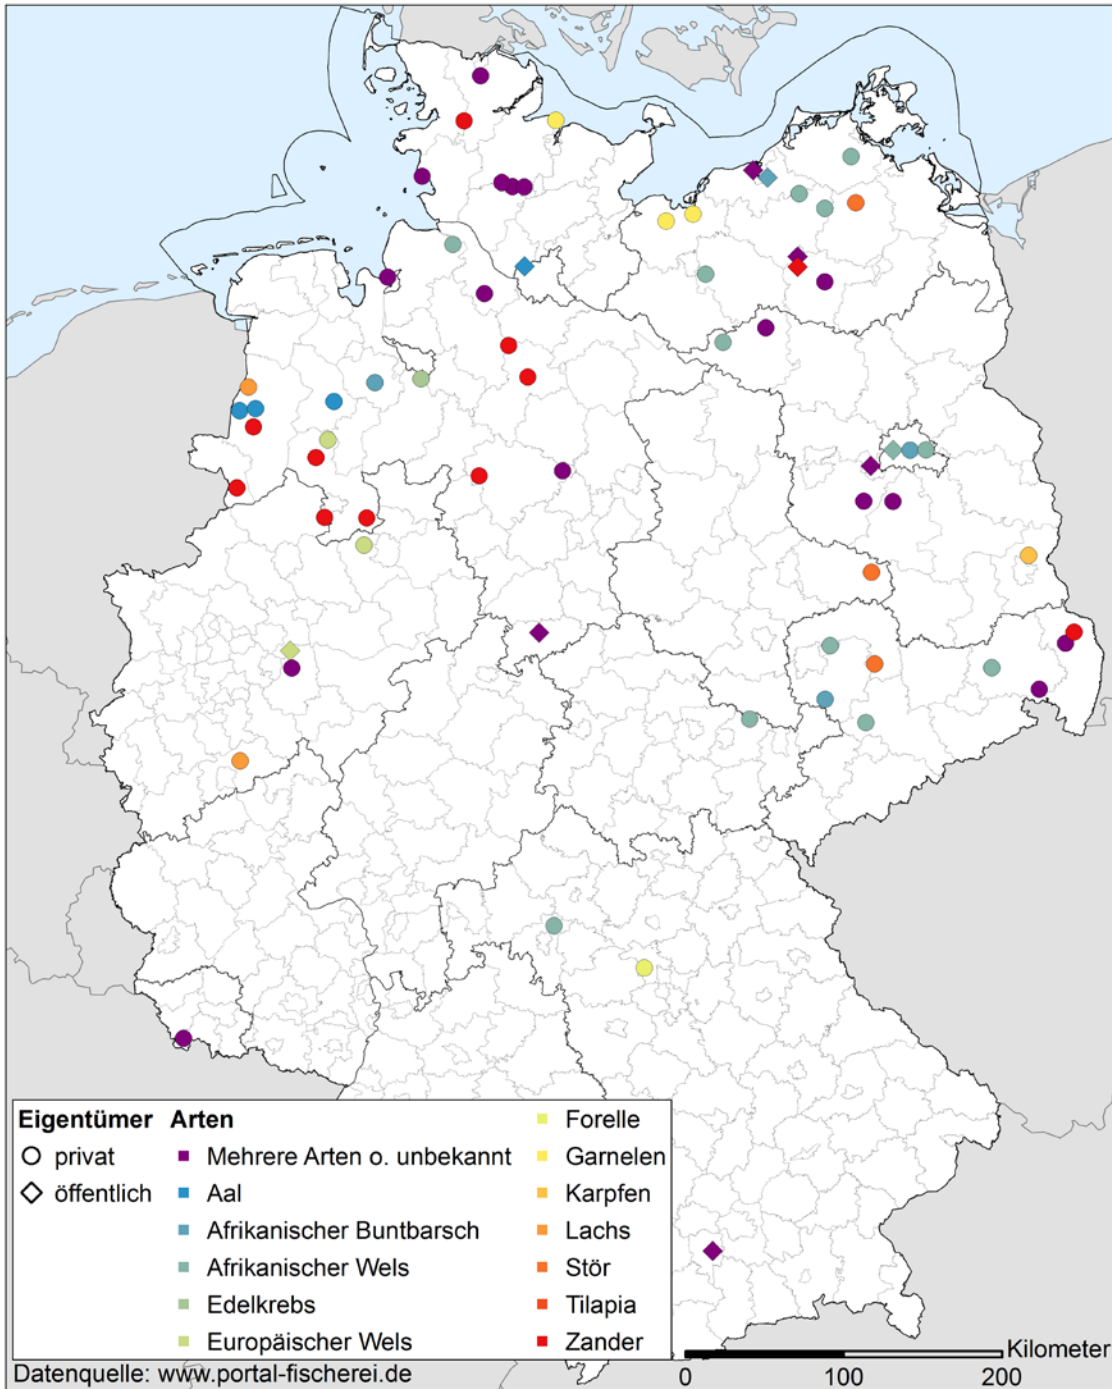 Eigentümer
privat
öffentlich
Arten
Mehrere Arten o. unbekannt
Aal
Afrikanischer Buntbarsch
Afrikanischer Wels
Edelkrebs
Europäischer Wels
Forelle
Garnelen
Karpfen
Lachs
Stör
Tilapia
Zander
Datenquelle: www.portal-fischerei.de
Kilometer
0 100 200